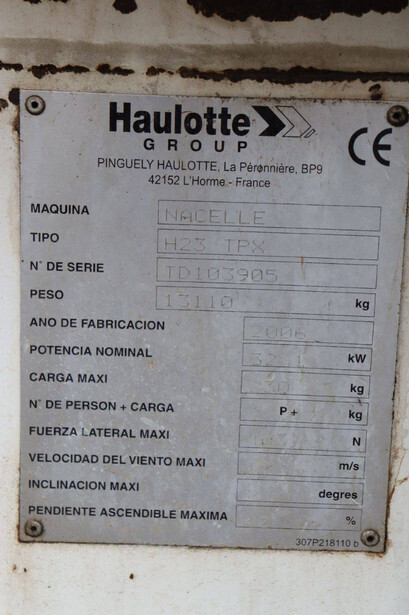 Haulotte
GROUP
CE
PINGUELY HAULOTTE, La Péronnière, BP9
42152 L'Horme - France
MAQUINA NACELLE
TIPO H23 TPX
N° DE SERIE TD103905
PESO 13110 kg
ANO DE FABRICACION 2006
POTENCIA NOMINAL kW
CARGA MAXI kg
N° DE PERSON + CARGA P + kg
FUERZA LATERAL MAXI N
VELOCIDAD DEL VIENTO MAXI m/s
INCLINACION MAXI degres
PENDIENTE ASCENDIBLE MAXIMA %
307P218110 b